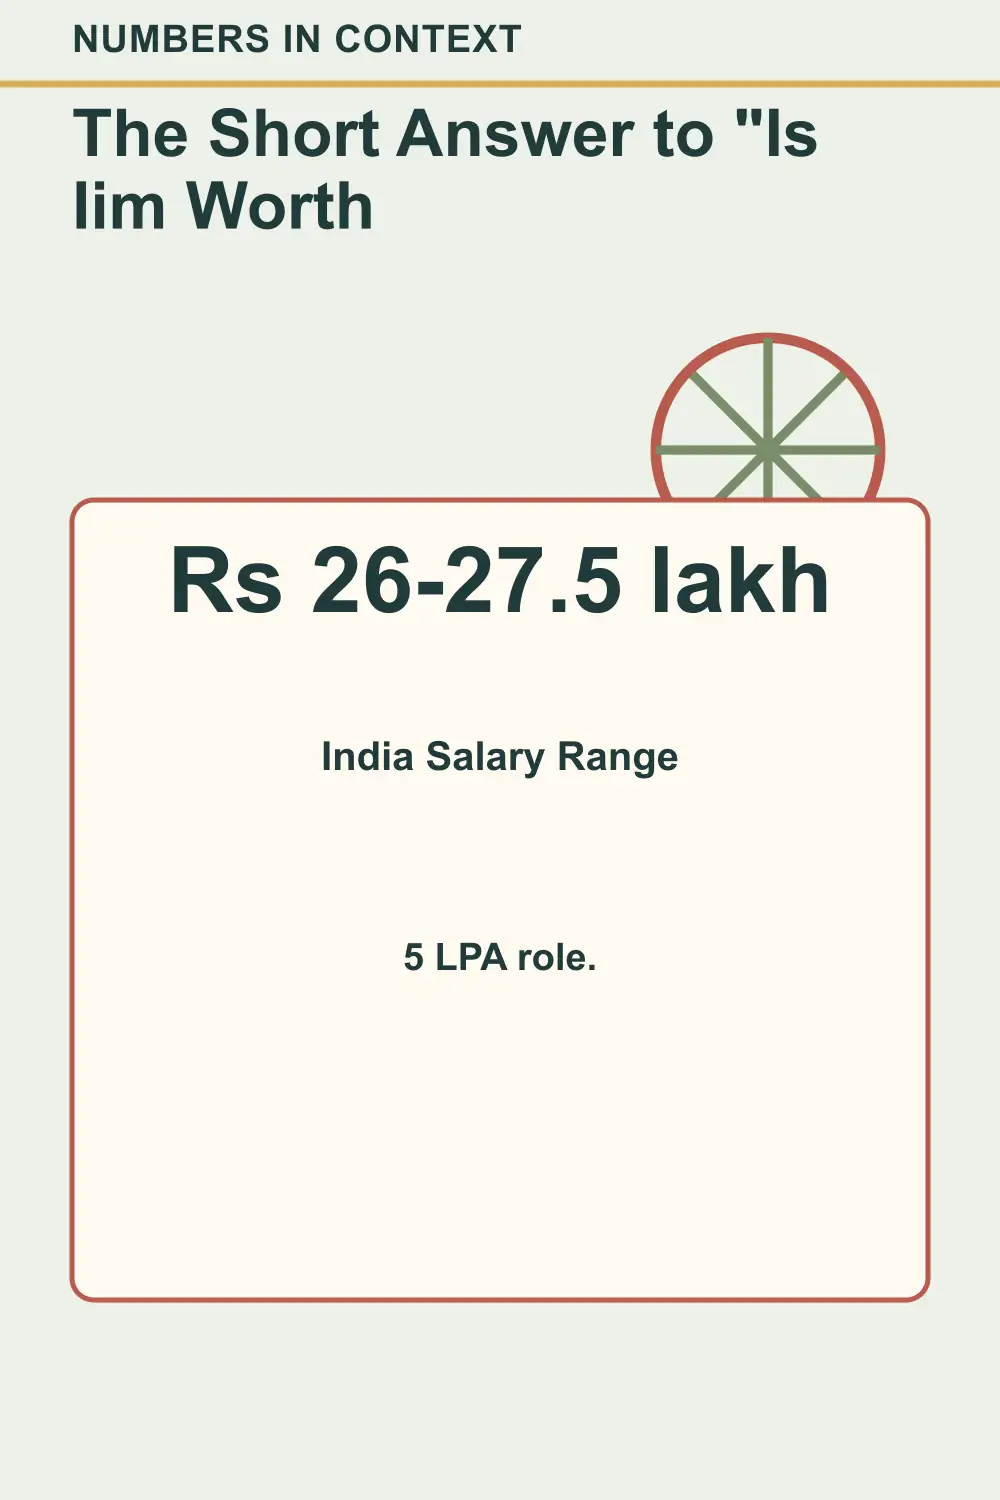 NUMBERS IN CONTEXT
The Short Answer to "Is
Iim Worth
Rs 26-27.5 lakh
India Salary Range
5 LPA role.